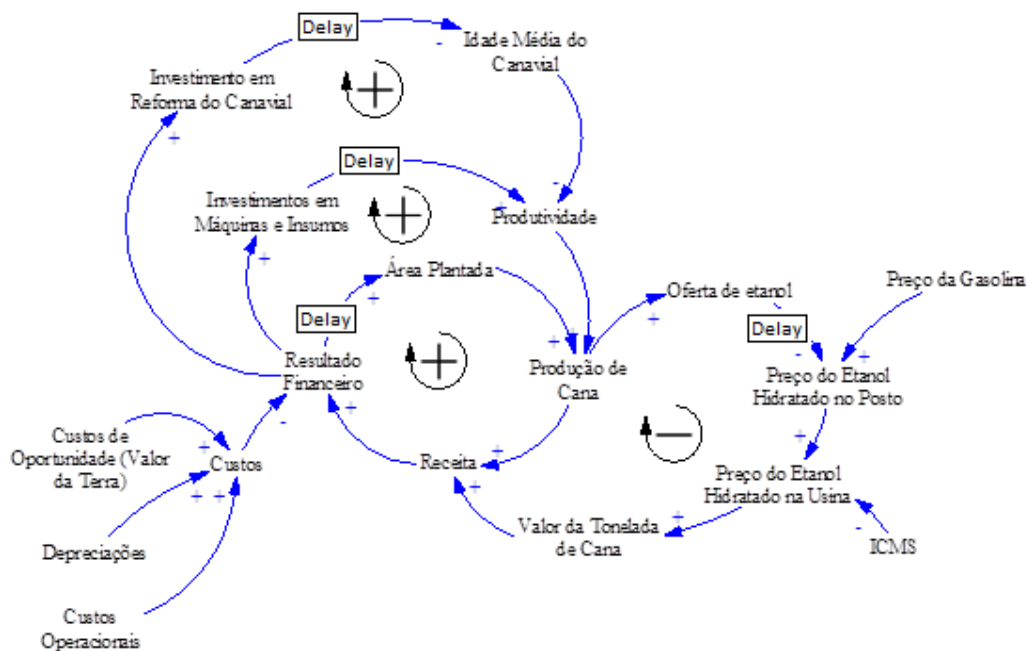 Delay
Idade Média do
Canavial
-
Investimento em
Reforma do Canavial
+
+
Delay
Investimentos em
Máquinas e Insumos
+
+
-
+
Produtividade
Área Plantada
+
Delay
Oferta de etanol
+
Preço da Gasolina
Delay
-
+
Resultado
Financeiro
+
+
+
Produção de
Cana
Preço do Etanol
Hidratado no Posto
+
-
+
-
Custos de
Oportunidade (Valor
da Terra)
+
Custos
+ +
Receita
+
+
Preço do Etanol
Hidratado na Usina
-
Valor da Tonelada
de Cana
+
ICMS
Depreciações
Custos
Operacionais